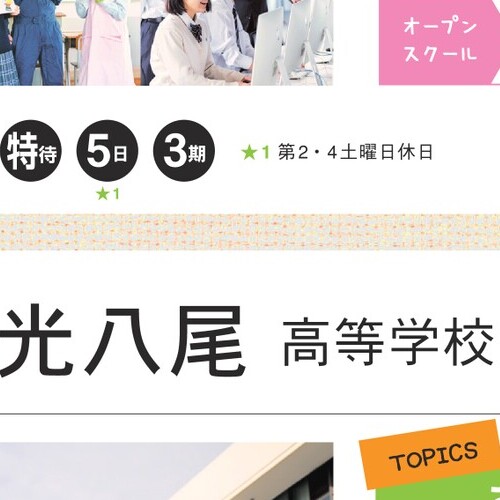 オープン
スクール
特待 5日 3期 ★1 第2・4土曜日休日
★1
光八尾 高等学校
TOPICS